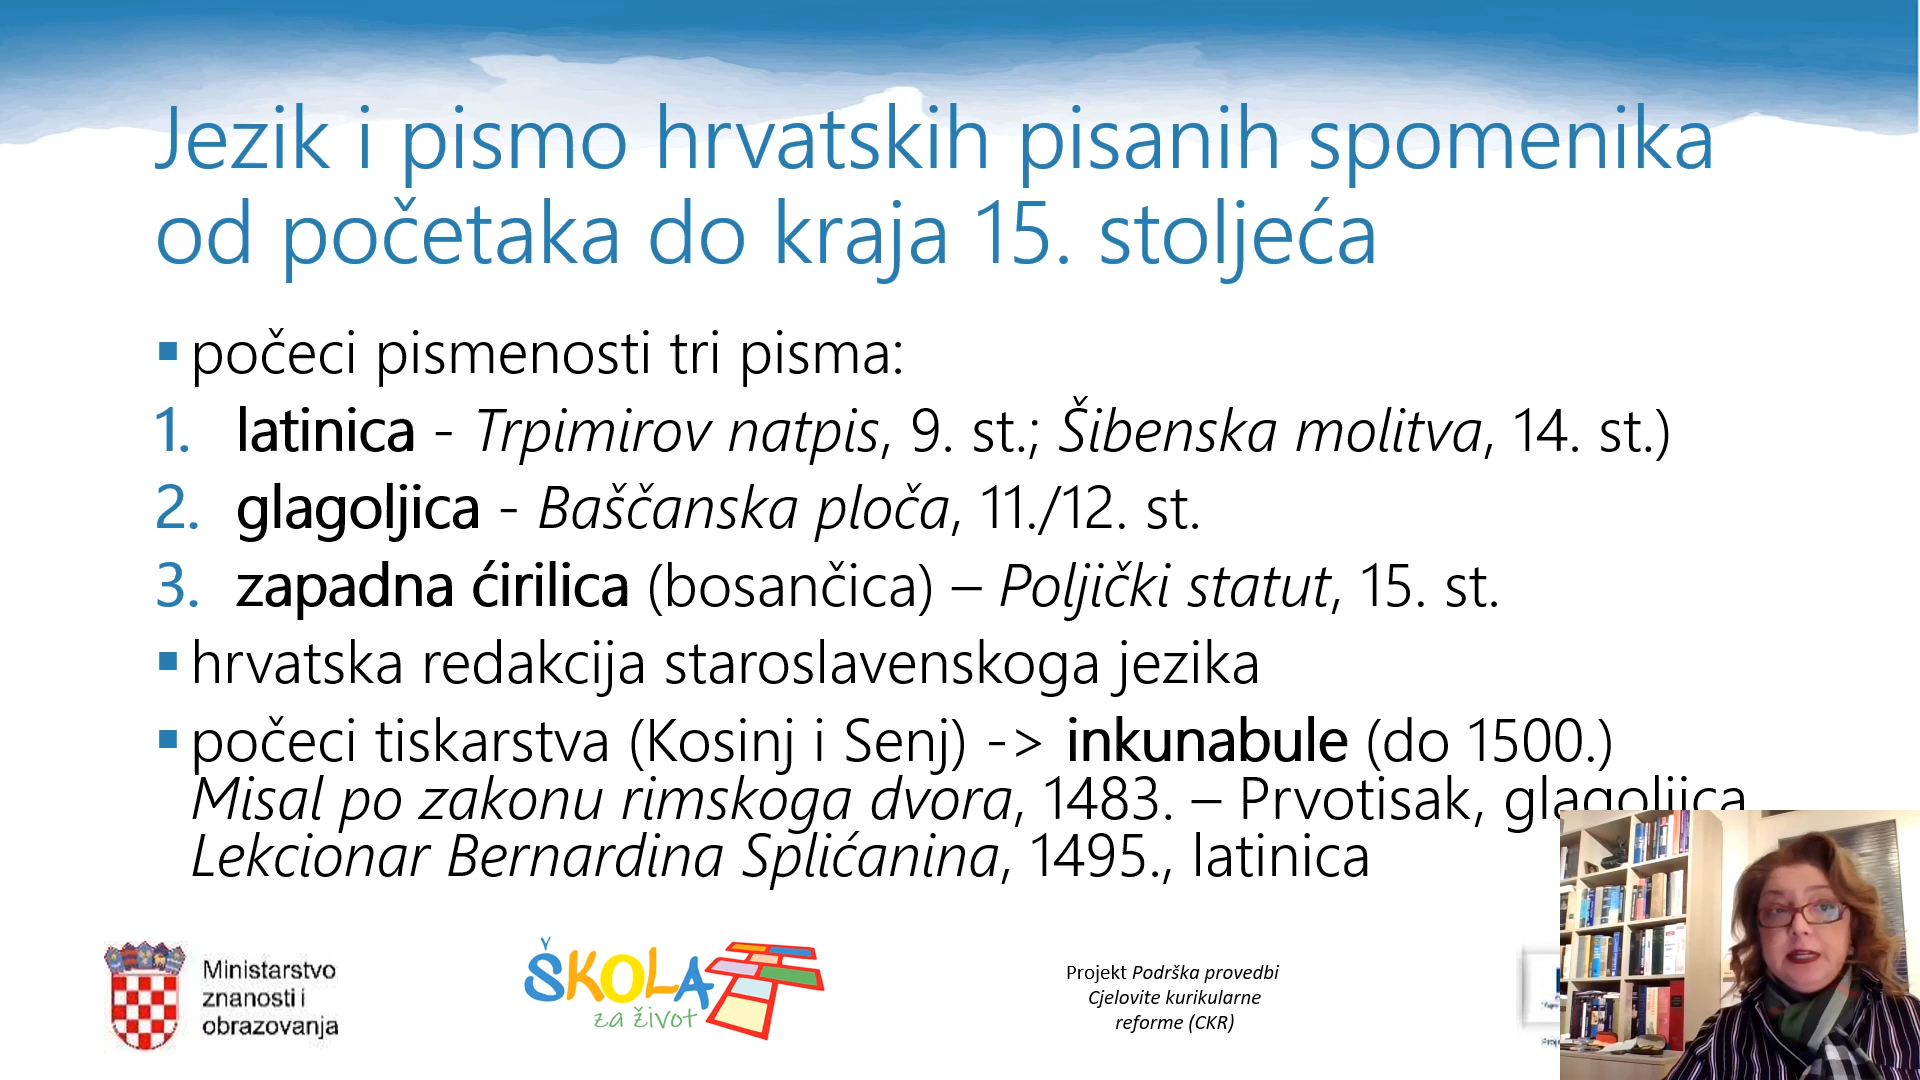 Jezik i pismo hrvatskih pisanih spomenika
od početaka do kraja 15. stoljeća
▪ počeci pismenosti tri pisma:
1. latinica - Trpimirov natpis, 9. st.; Šibenska molitva, 14. st.)
2. glagoljica - Baščanska ploča, 11./12. st.
3. zapadna ćirilica (bosančica) – Poljički statut, 15. st.
▪ hrvatska redakcija staroslavenskoga jezika
▪ počeci tiskarstva (Kosinj i Senj) -> inkunabule (do 1500.)
Misal po zakonu rimskoga dvora, 1483. – Prvotisak, glagoljica
Lekcionar Bernardina Splićanina, 1495., latinica
Ministarstvo
znanosti i
obrazovanja
ŠKOLA
za život
Projekt Podrška provedbi
Cjelovite kurikularne
reforme (CKR)